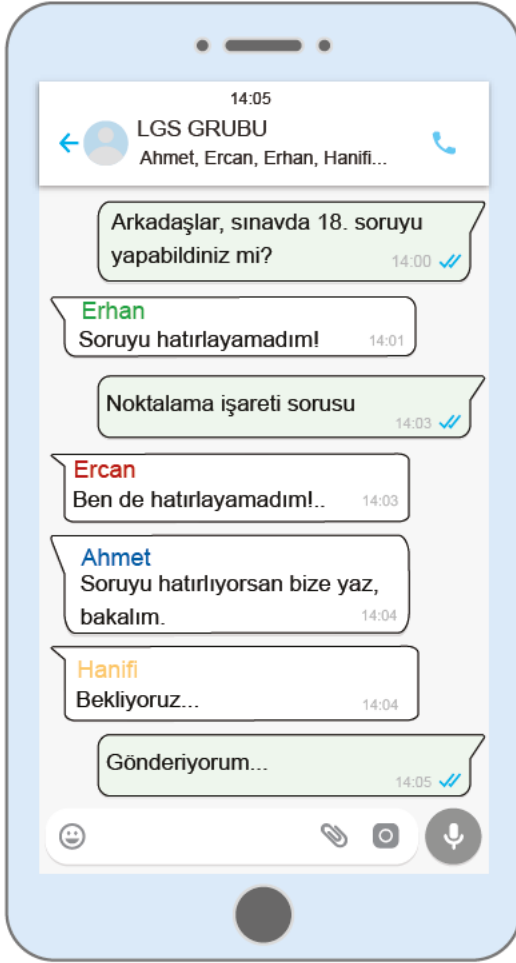 14:05
LGS GRUBU
Ahmet, Ercan, Erhan, Hanifi...
Arkadaşlar, sınavda 18. soruyu
yapabildiniz mi?
14:00
Erhan
Soruyu hatırlayamadım!
14:01
Noktalama işareti sorusu
14:03
Ercan
Ben de hatırlayamadım!..
14:03
Ahmet
Soruyu hatırlıyorsan bize yaz,
bakalım.
14:04
Hanifi
Bekliyoruz...
14:04
Gönderiyorum...
14:05